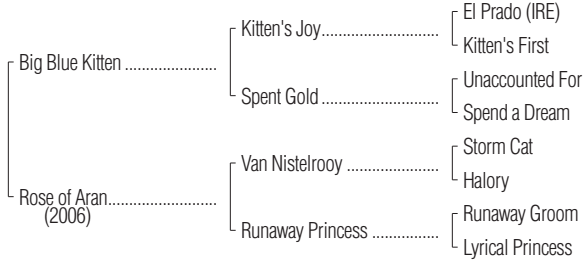 El Prado (IRE)
Kitten's Joy..........................
Kitten's First
Big Blue Kitten .....................
Unaccounted For
Spent Gold ...........................
Spend a Dream
Storm Cat
Van Nistelrooy .....................
Halory
Rose of Aran.........................
(2006)
Runaway Groom
Runaway Princess ...............
Lyrical Princess